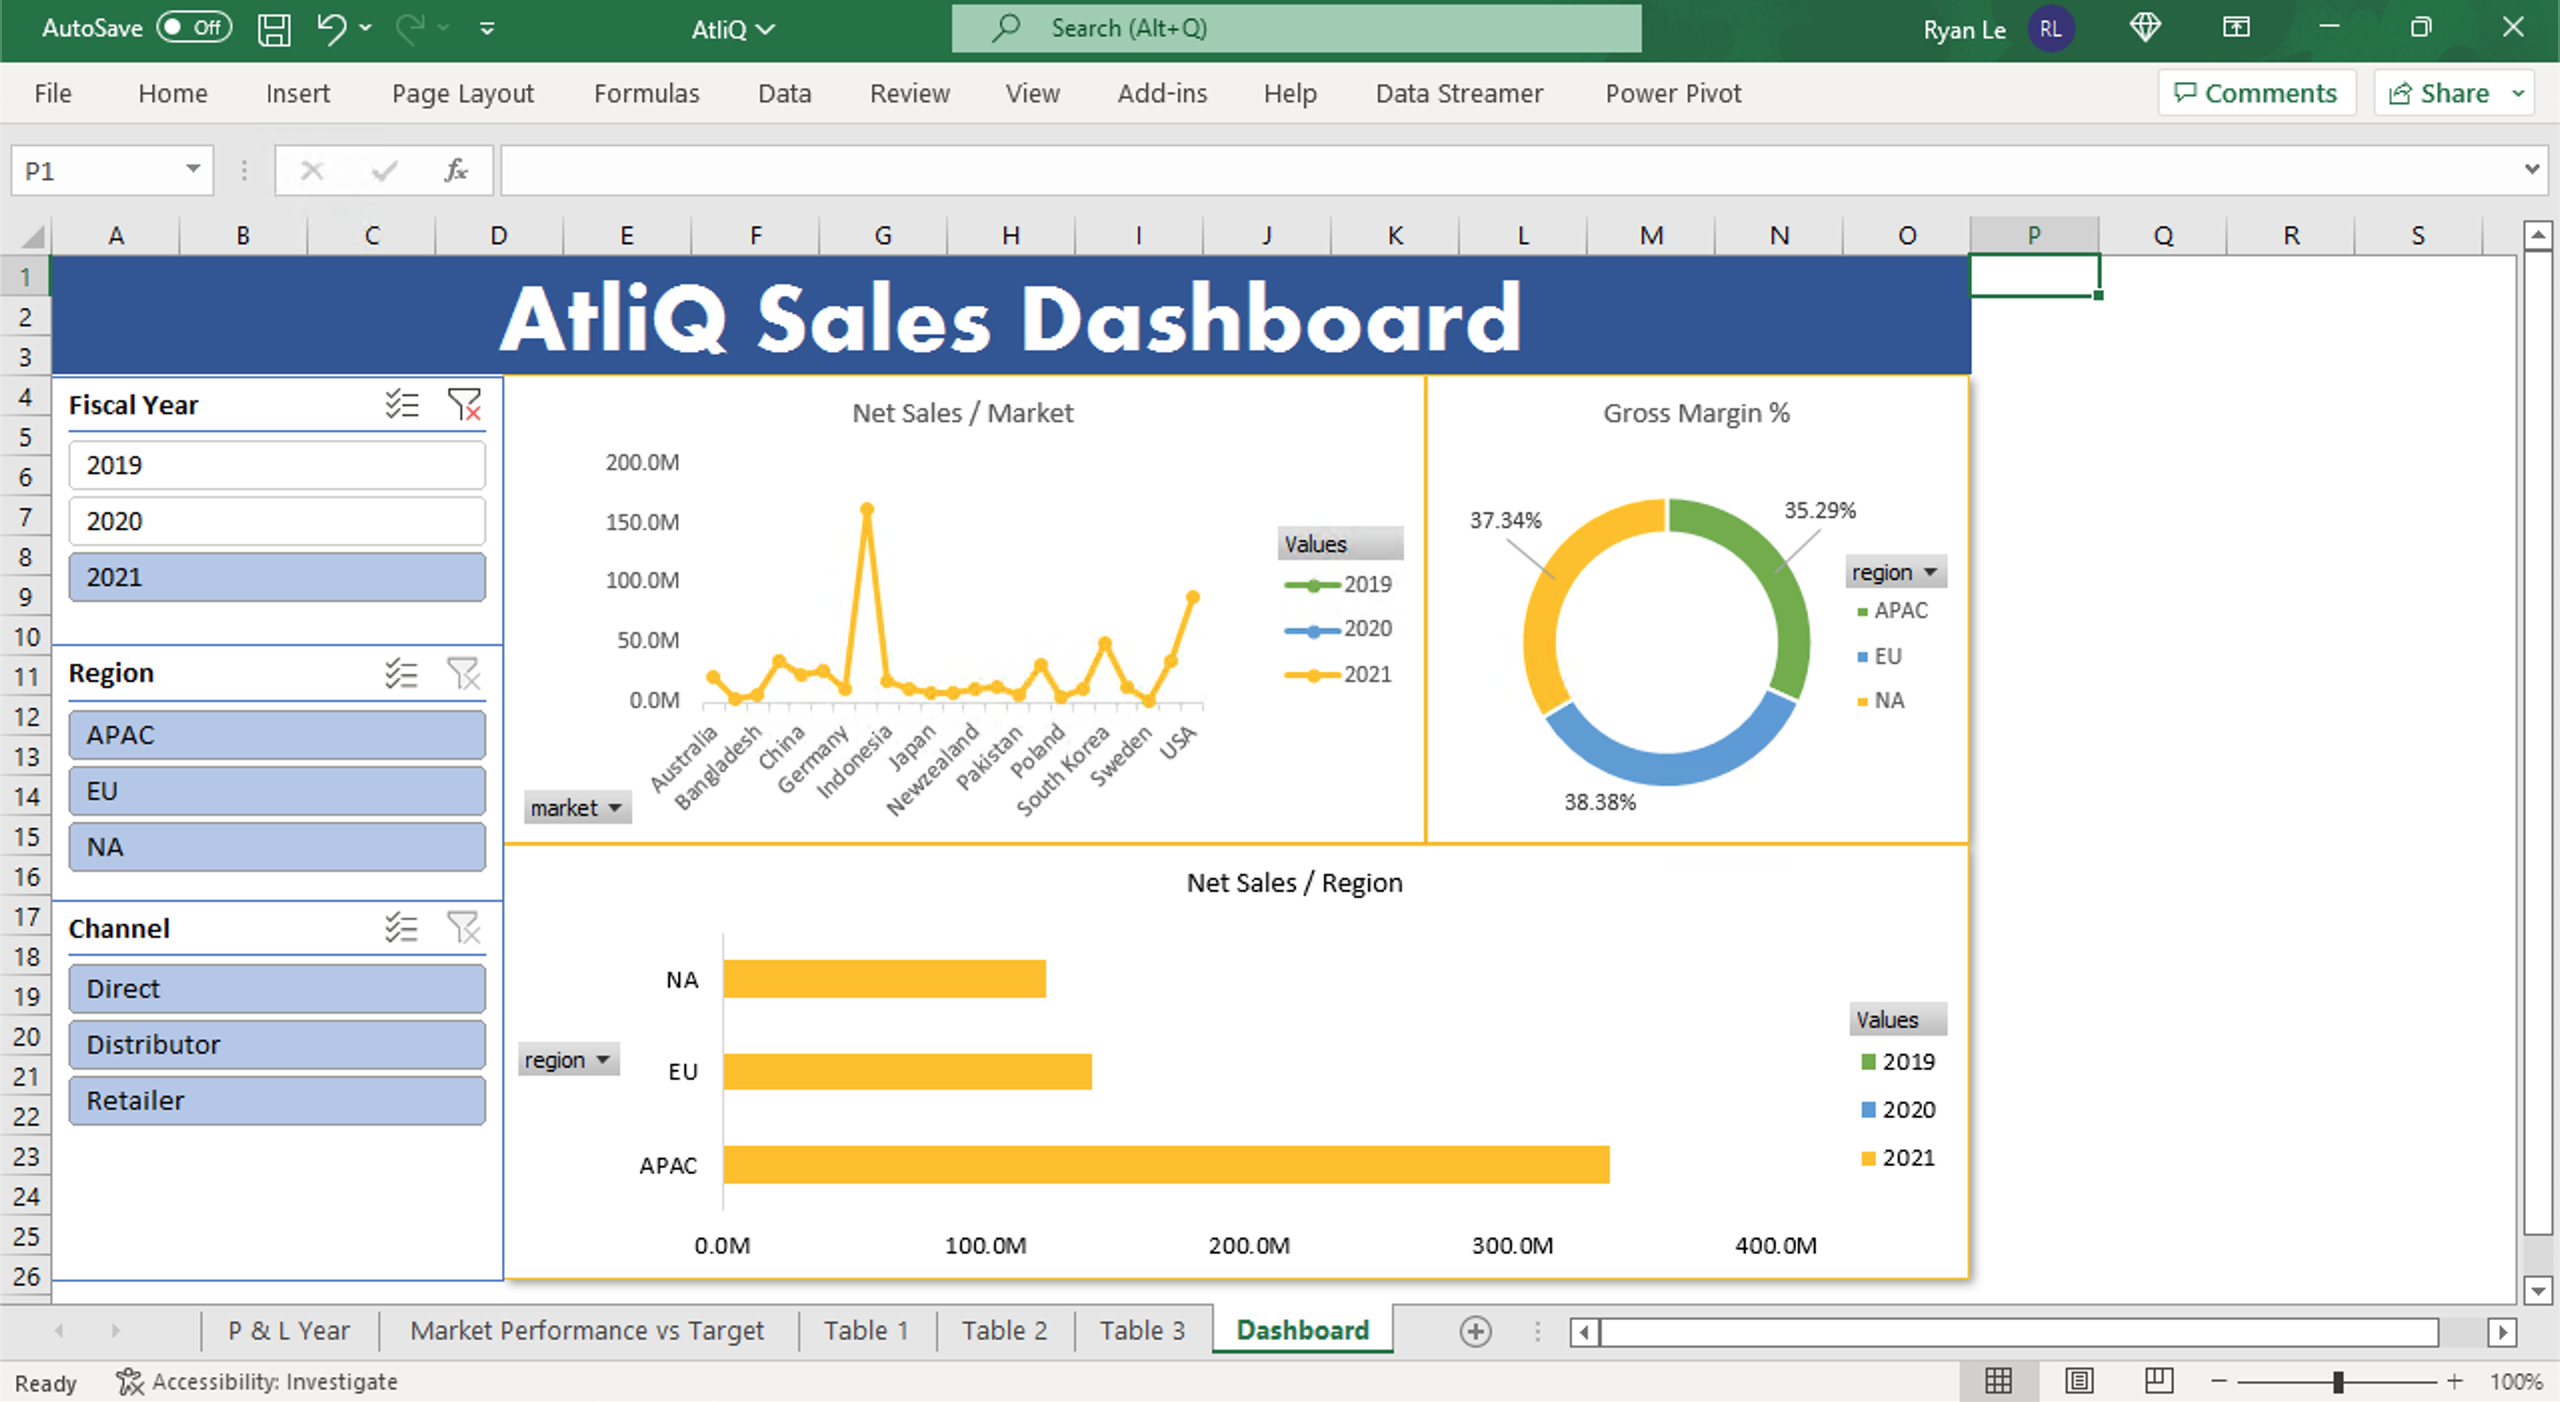 AutoSave Off AtliQ Search (Alt+Q) Ryan Le RL
File Home Insert Page Layout Formulas Data Review View Add-ins Help Data Streamer Power Pivot Comments Share
P1 fx
A B C D E F G H I J K L M N O P Q R S
1
2
3
4
5
6
7
8
9
10
11
12
13
14
15
16
17
18
19
20
21
22
23
24
25
26
AtliQ Sales Dashboard
Fiscal Year
2019
2020
2021
Region
APAC
EU
NA
Channel
Direct
Distributor
Retailer
Net Sales / Market
200.0M
150.0M
100.0M
50.0M
0.0M
Australia
Bangladesh
China
Germany
Indonesia
Japan
Newzealand
Pakistan
Poland
South Korea
Sweden
USA
market
Values
2019
2020
2021
Gross Margin %
37.34%
35.29%
38.38%
region
APAC
EU
NA
Net Sales / Region
NA
EU
APAC
region
0.0M 100.0M 200.0M 300.0M 400.0M
Values
2019
2020
2021
P & L Year Market Performance vs Target Table 1 Table 2 Table 3 Dashboard
Ready Accessibility: Investigate 100%